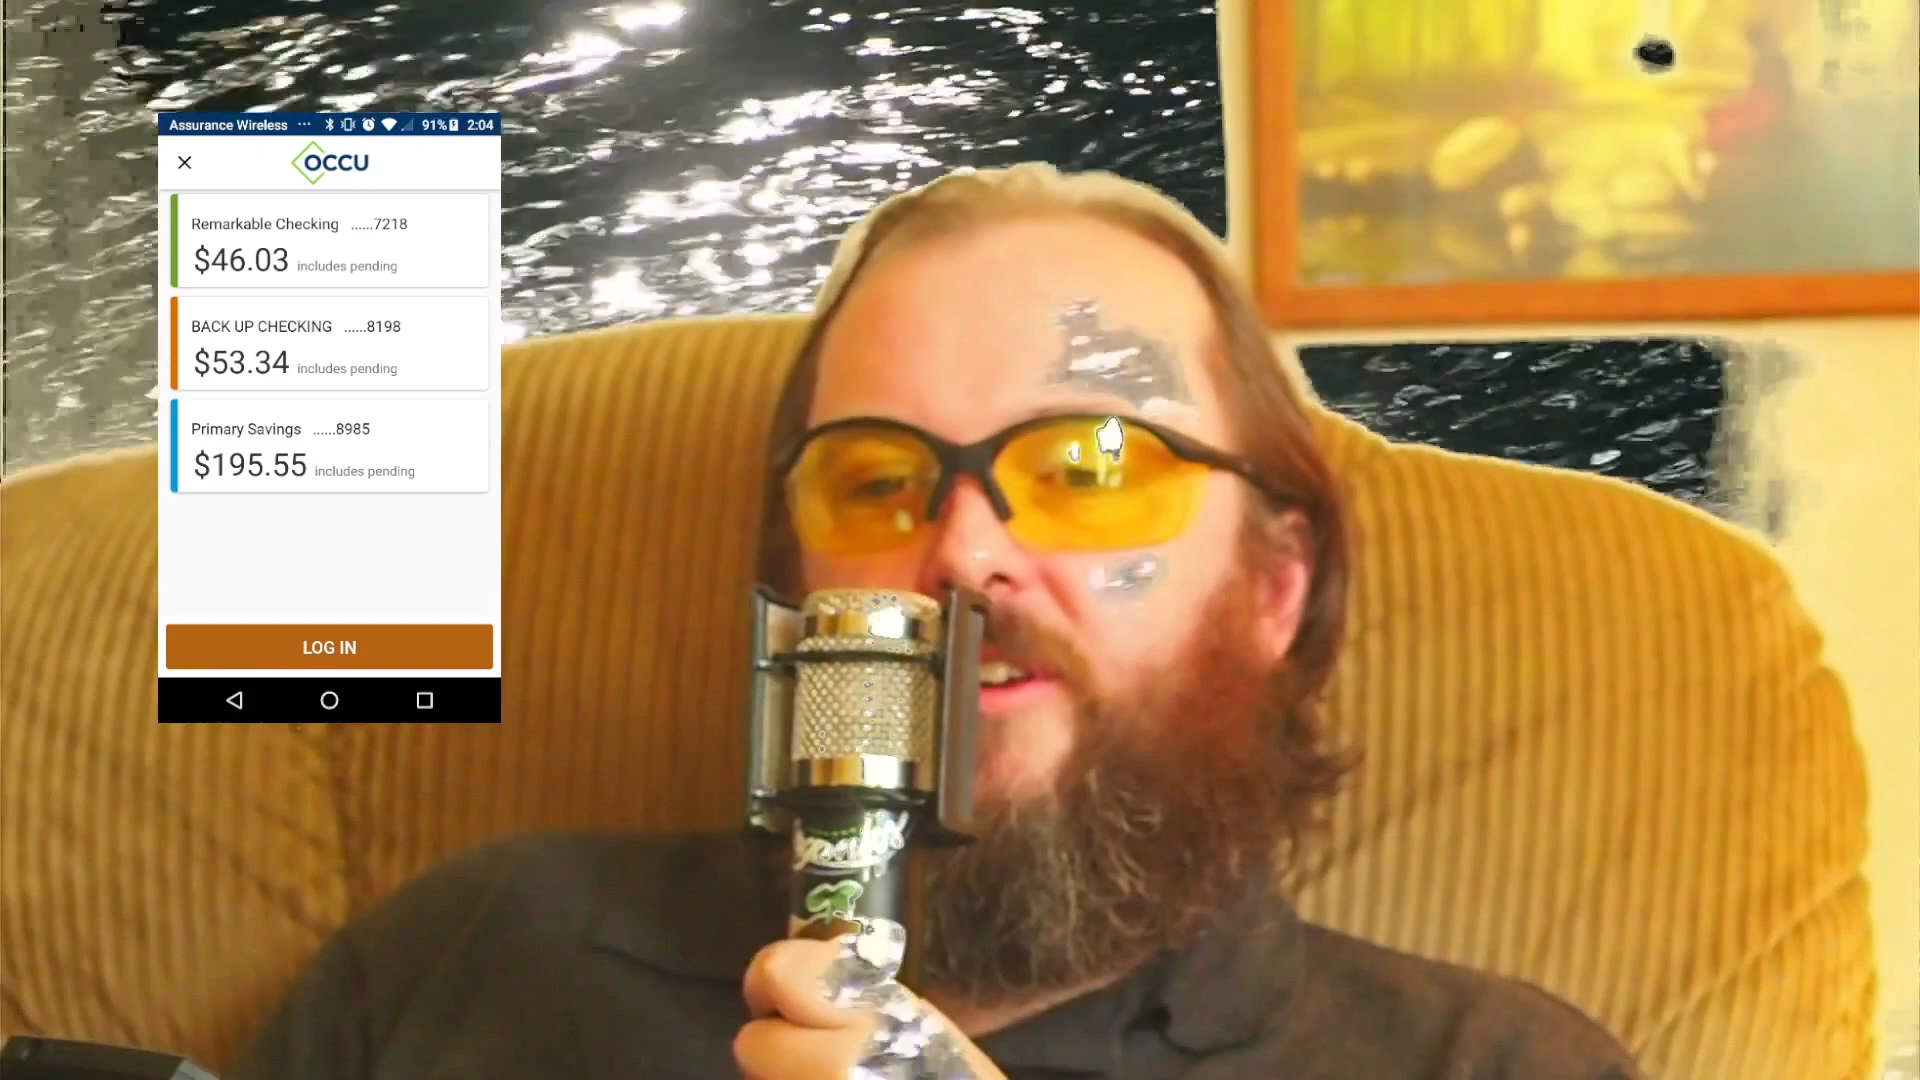 Assurance Wireless ... 91% 2:04
OCCU
Remarkable Checking ......7218
$46.03 includes pending
BACK UP CHECKING ......8198
$53.34 includes pending
Primary Savings ......8985
$195.55 includes pending
LOG IN